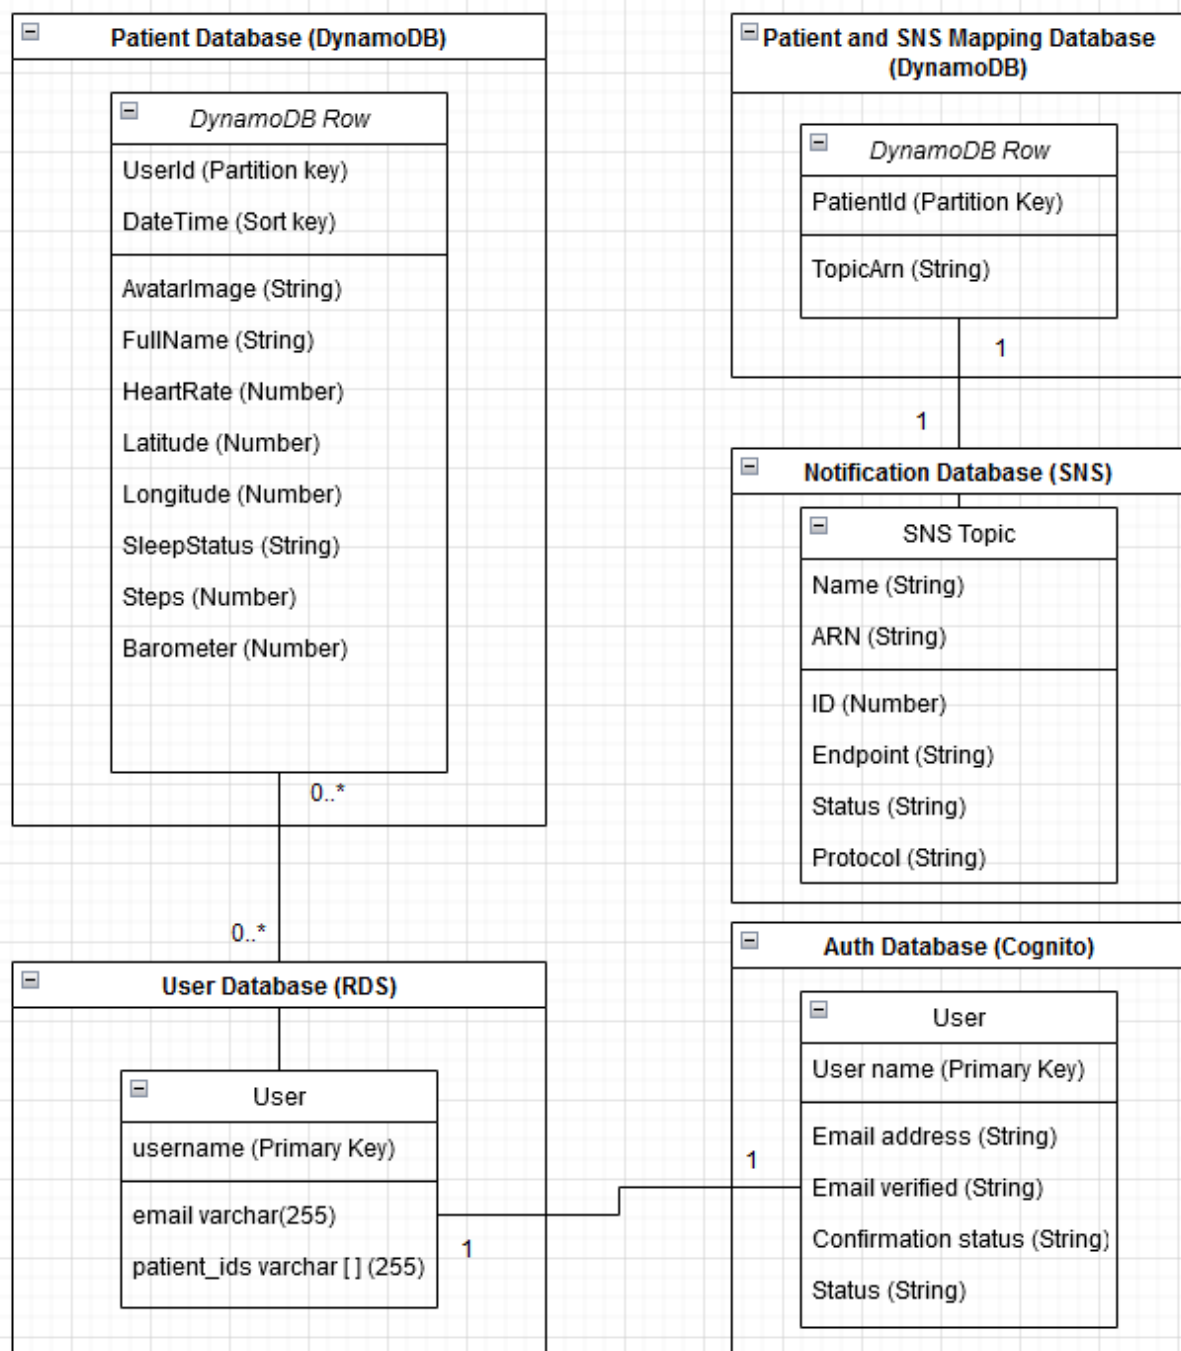 Patient Database (DynamoDB)
DynamoDB Row
UserId (Partition key)
DateTime (Sort key)
AvatarImage (String)
FullName (String)
HeartRate (Number)
Latitude (Number)
Longitude (Number)
SleepStatus (String)
Steps (Number)
Barometer (Number)
0..*
0..*
User Database (RDS)
User
username (Primary Key)
email varchar(255)
patient_ids varchar [ ] (255)
1
Patient and SNS Mapping Database
(DynamoDB)
DynamoDB Row
PatientId (Partition Key)
TopicArn (String)
1
1
Notification Database (SNS)
SNS Topic
Name (String)
ARN (String)
ID (Number)
Endpoint (String)
Status (String)
Protocol (String)
Auth Database (Cognito)
User
User name (Primary Key)
Email address (String)
1
Email verified (String)
Confirmation status (String)
Status (String)